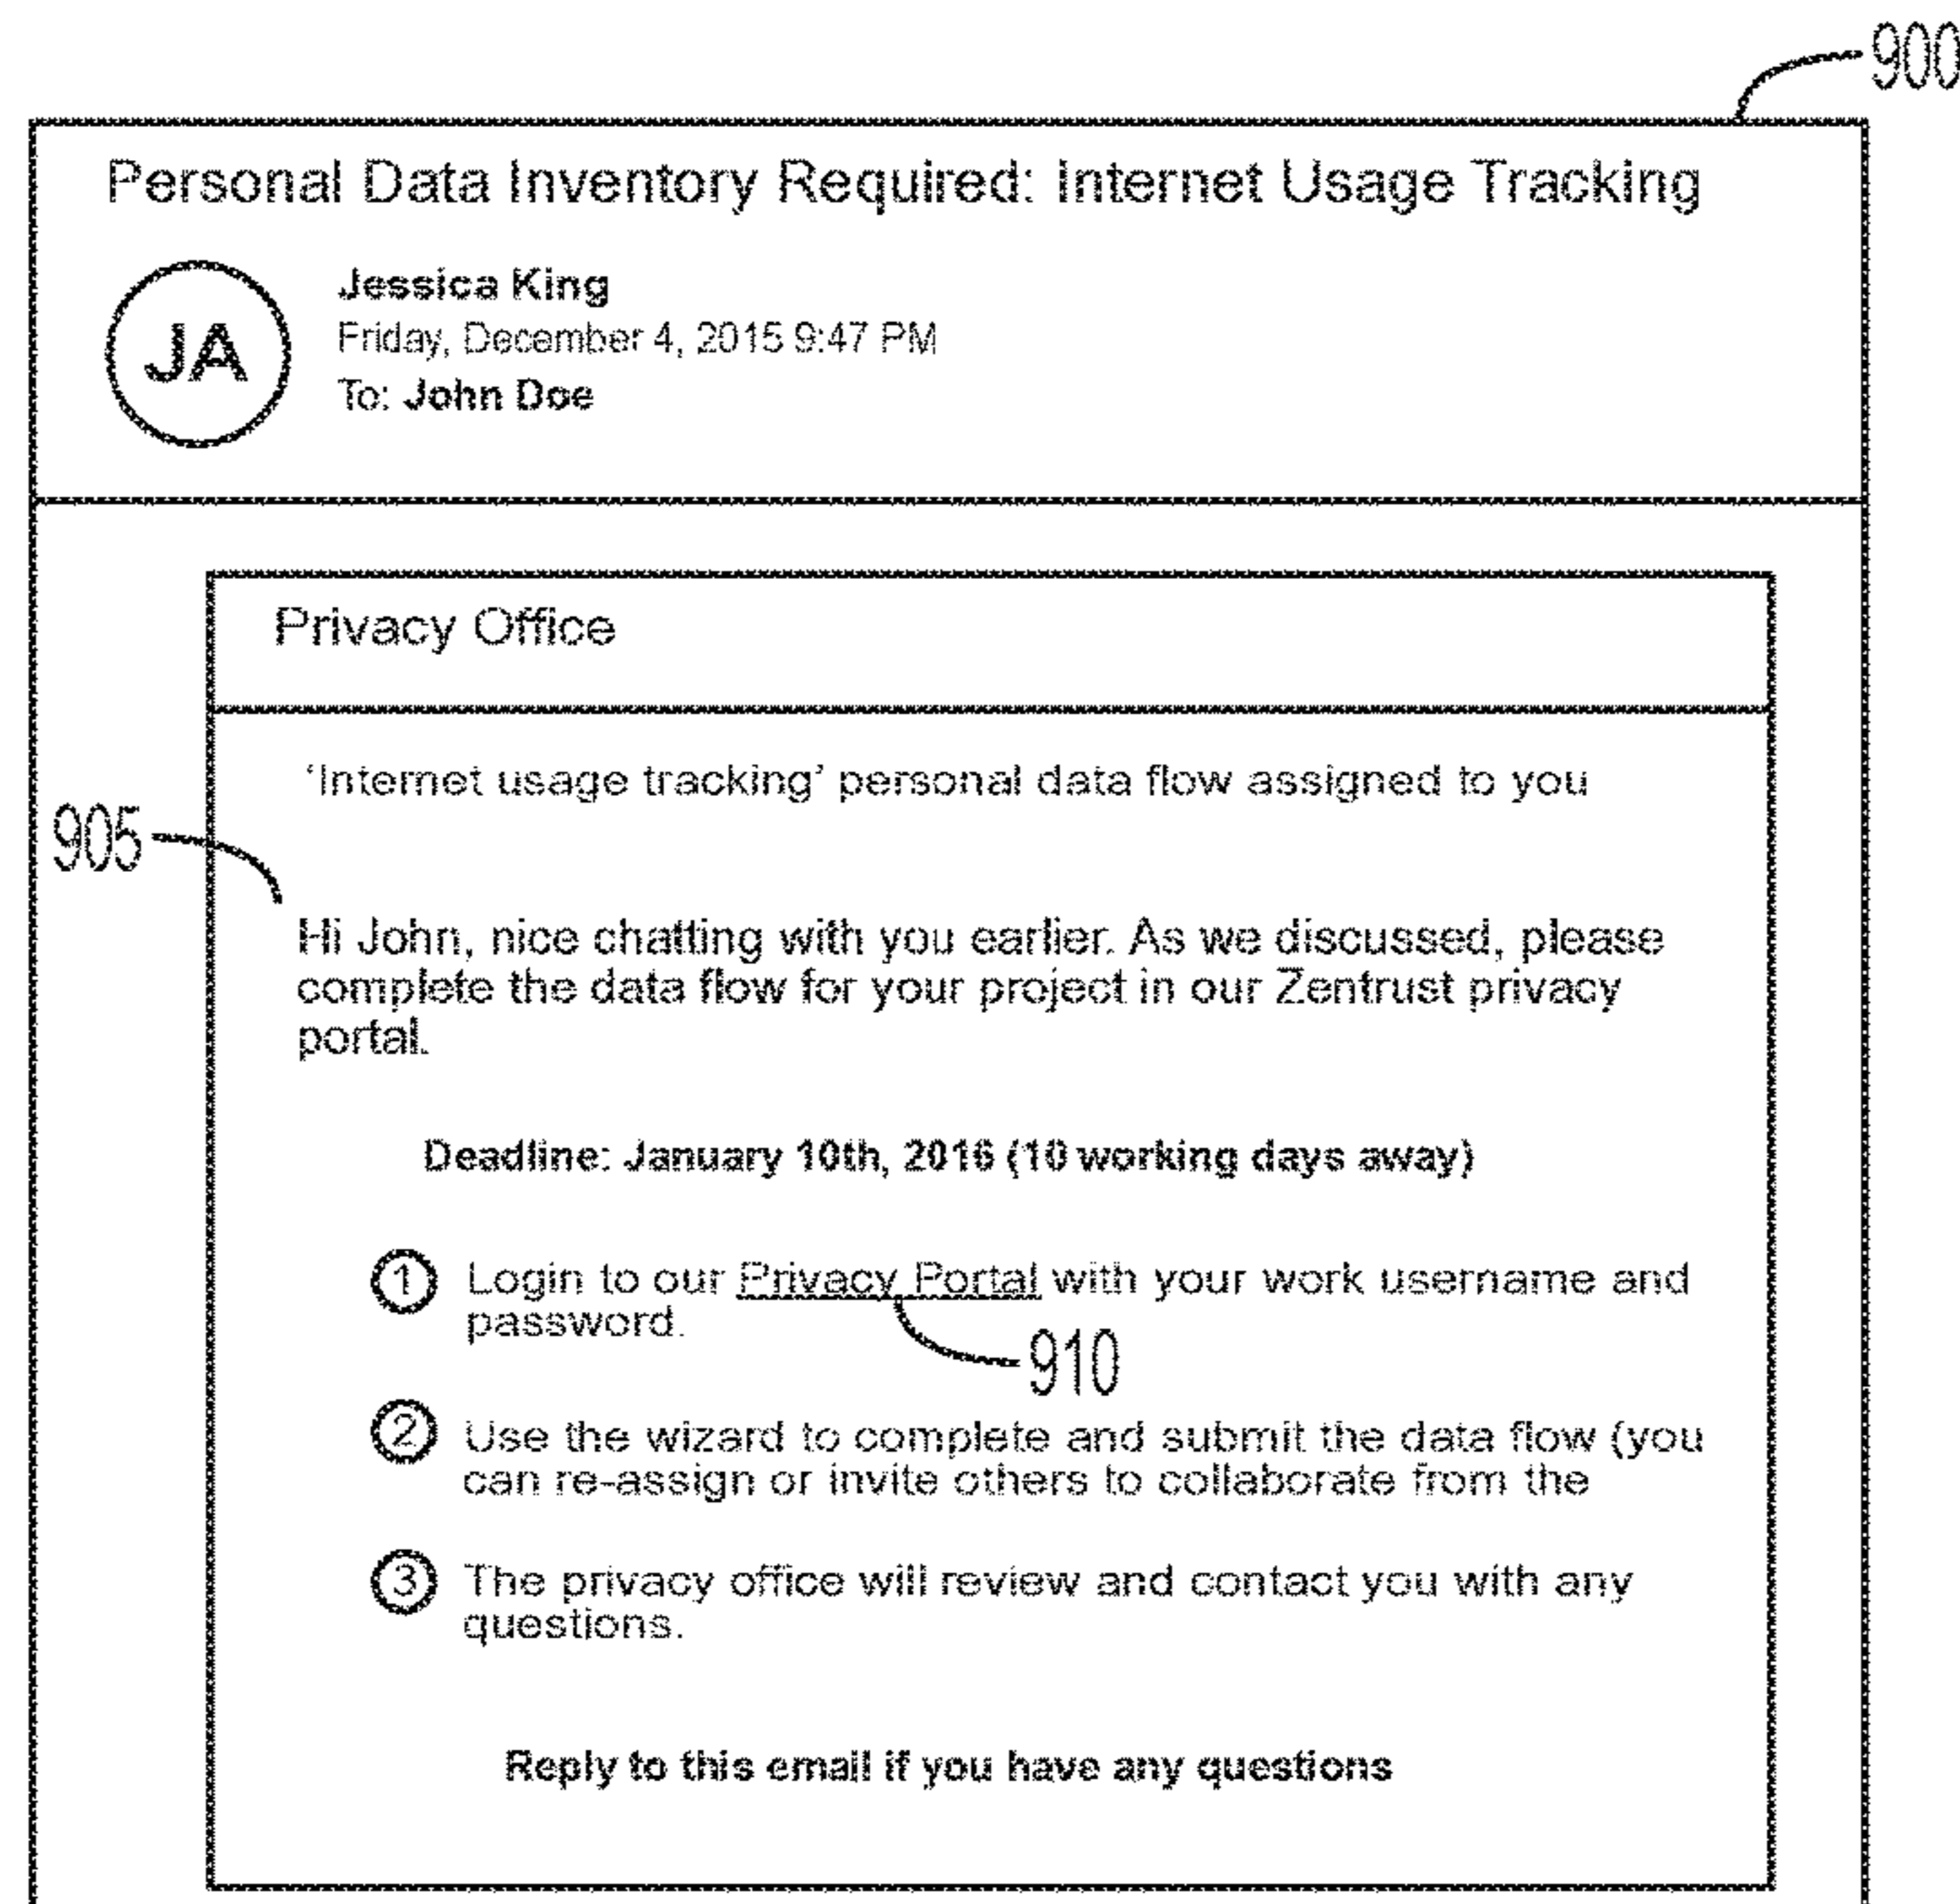 900
Personal Data Inventory Required: Internet Usage Tracking
JA
Jessica King
Friday, December 4, 2015 9:47 PM
To: John Doe
Privacy Office
‘Internet usage tracking’ personal data flow assigned to you
905
Hi John, nice chatting with you earlier. As we discussed, please
complete the data flow for your project in our Zentrust privacy
portal.
Deadline: January 10th, 2016 (10 working days away)
1 Login to our Privacy Portal with your work username and
password.
910
2 Use the wizard to complete and submit the data flow (you
can re-assign or invite others to collaborate from the
3 The privacy office will review and contact you with any
questions.
Reply to this email if you have any questions